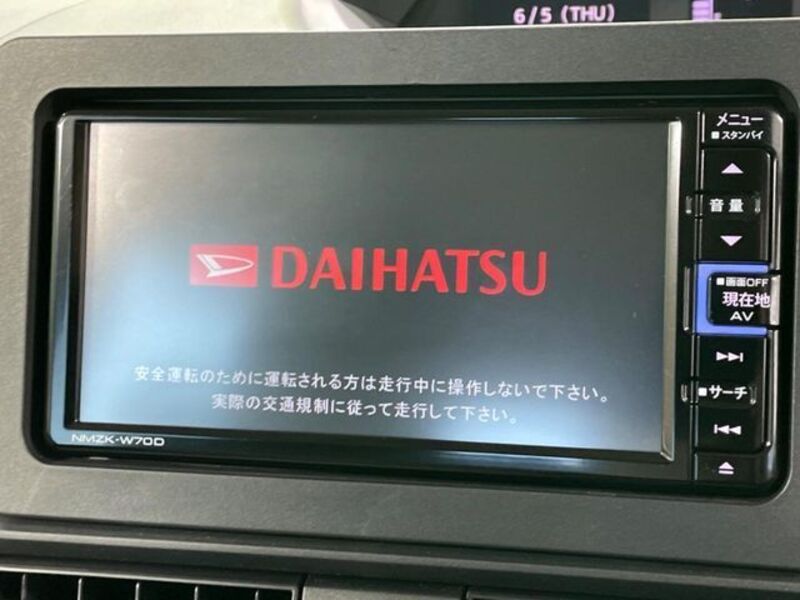 6/5 (THU)
メニュー
■スタンバイ
音量
■画面OFF
現在地
AV
■サーチ
DAIHATSU
安全運転のために運転される方は走行中に操作しないで下さい。
実際の交通規制に従って走行して下さい。
NMZK-W70D